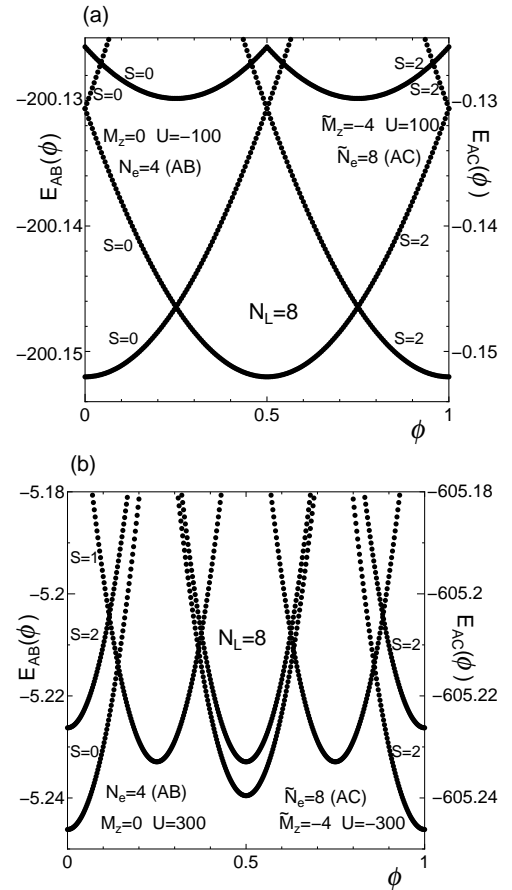 (a)
S=0
S=2
S=0
S=2
−200.13
−0.13
M_z=0 U=−100
M̃_z=−4 U=100
N_e=4 (AB)
Ñ_e=8 (AC)
E_AB(ϕ)
E_AC(ϕ)
−200.14
−0.14
S=0
S=2
N_L=8
S=0
S=2
−200.15
−0.15
0
0.5
1
ϕ
(b)
−5.18
−605.18
S=1
−5.2
−605.2
S=2
N_L=8
S=2
E_AB(ϕ)
E_AC(ϕ)
−5.22
−605.22
S=0
S=2
N_e=4 (AB)
Ñ_e=8 (AC)
−5.24
−605.24
M_z=0 U=300
M̃_z=−4 U=−300
0
0.5
1
ϕ